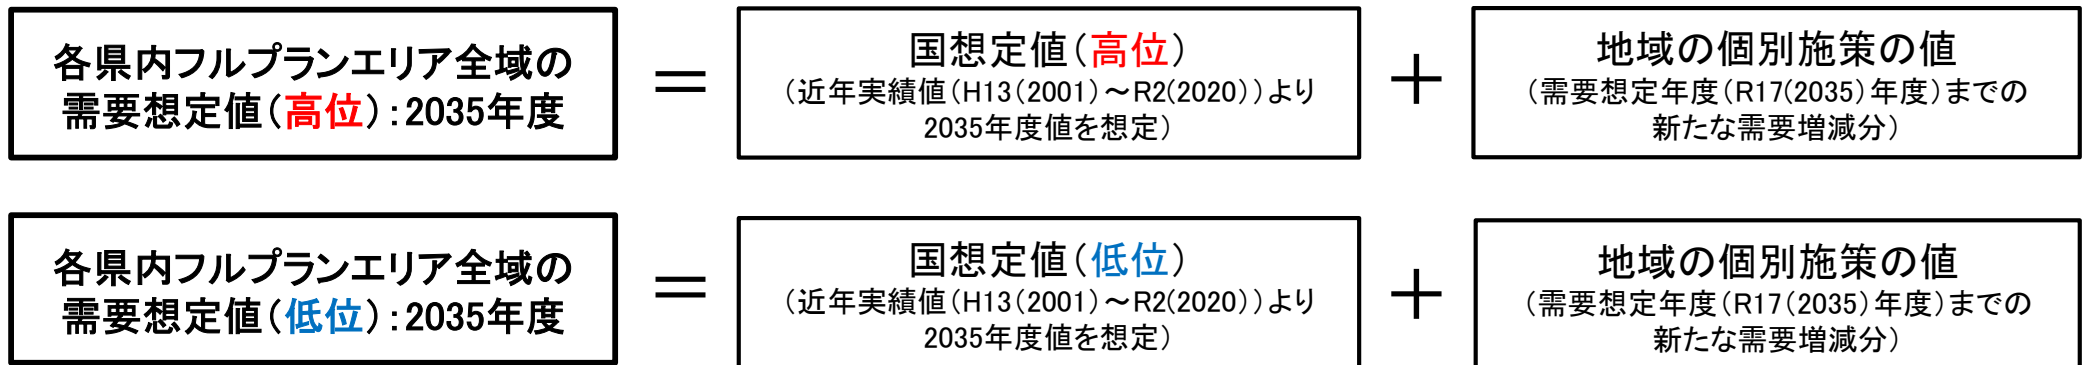 各県内フルプランエリア全域の
需要想定値（高位）：2035年度
＝
国想定値（高位）
（近年実績値（H13（2001）～R2（2020））より
2035年度値を想定）
＋
地域の個別施策の値
（需要想定年度（R17（2035）年度）までの
新たな需要増減分）
各県内フルプランエリア全域の
需要想定値（低位）：2035年度
＝
国想定値（低位）
（近年実績値（H13（2001）～R2（2020））より
2035年度値を想定）
＋
地域の個別施策の値
（需要想定年度（R17（2035）年度）までの
新たな需要増減分）